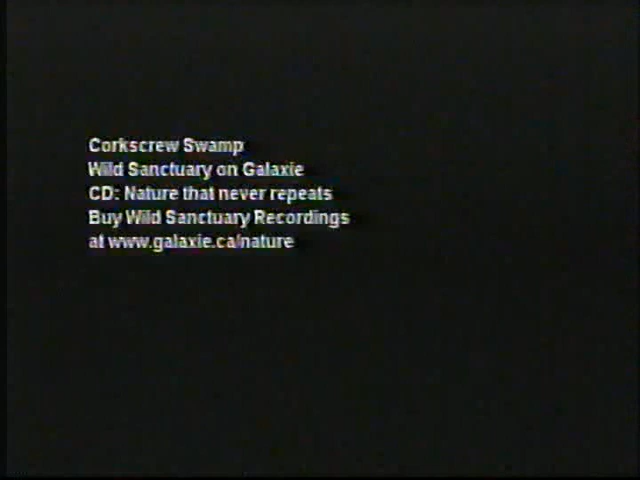 Corkscrew Swamp
Wild Sanctuary on Galaxie
CD: Nature that never repeats
Buy Wild Sanctuary Recordings
at www.galaxie.ca/nature